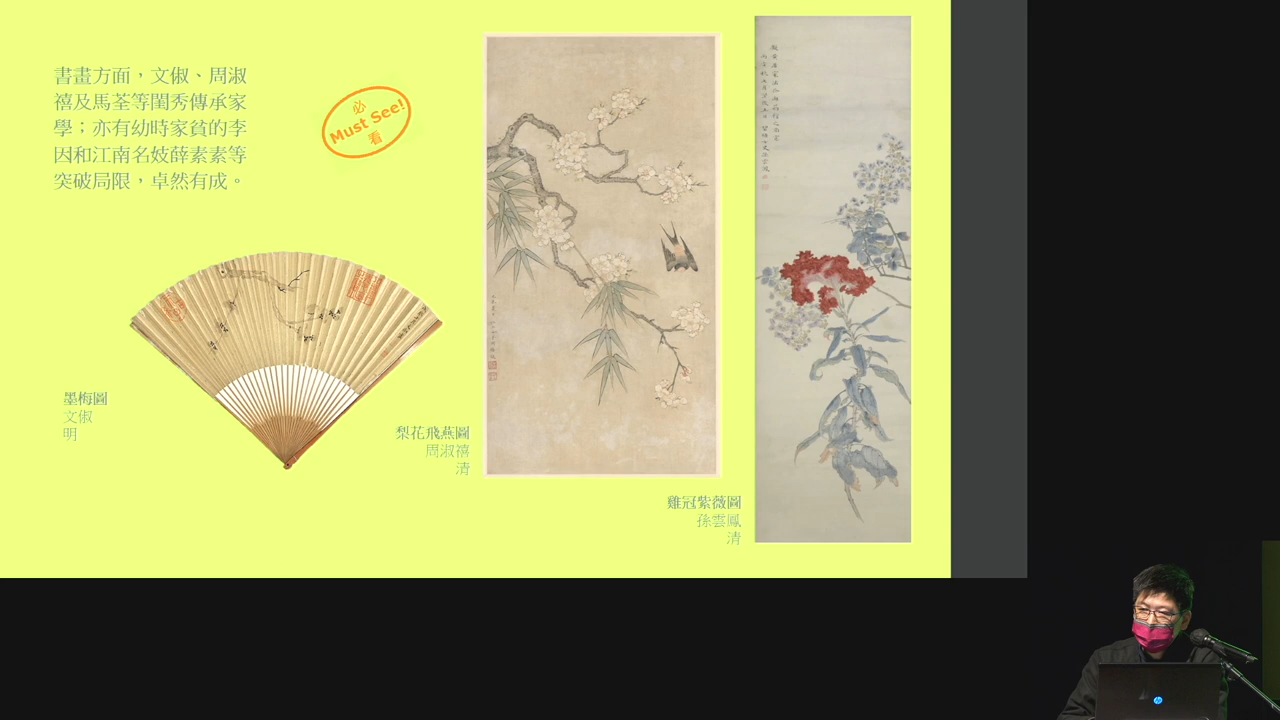 書畫方面，文俶、周淑
禧及馬荃等閨秀傳承家
學；亦有幼時家貧的李
因和江南名妓薛素素等
突破局限，卓然有成。
必
Must See!
看
墨梅圖
文俶
明
梨花飛燕圖
周淑禧
清
雞冠紫薇圖
孫雲鳳
清
hp